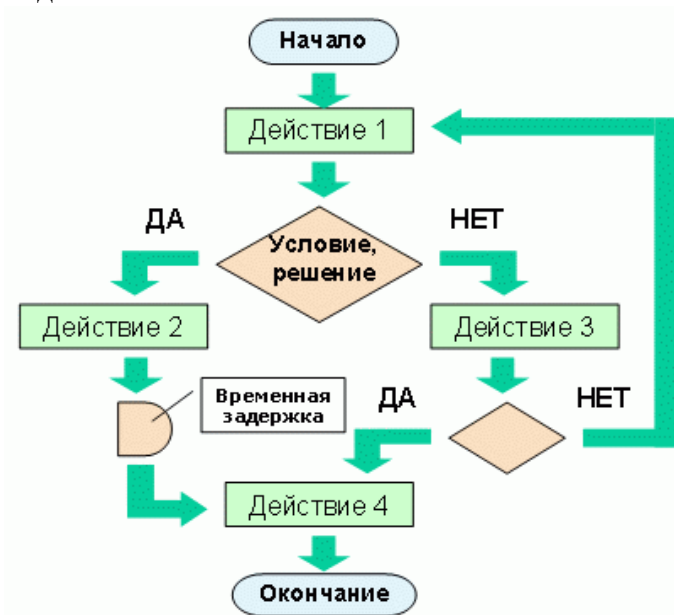 Начало
Действие 1
ДА
НЕТ
Условие,
решение
Действие 2
Действие 3
Временная
задержка
ДА
НЕТ
Действие 4
Окончание